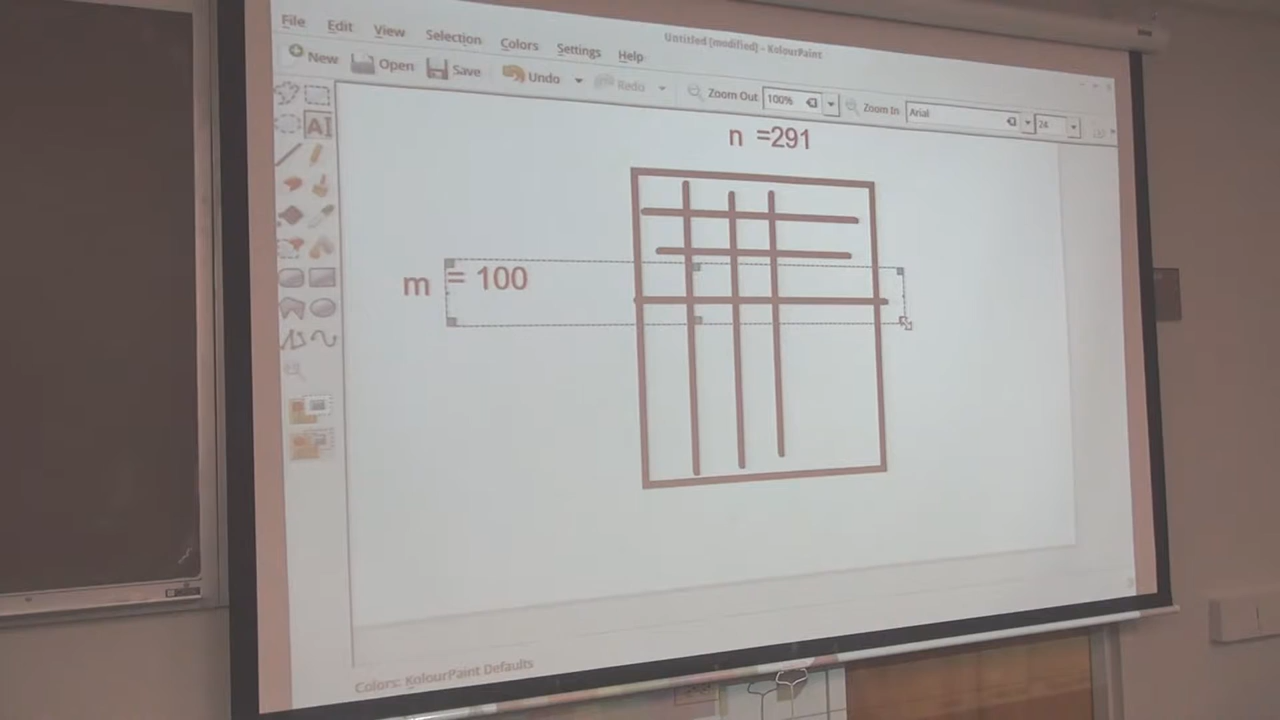 File Edit View Selection Colors Settings Help
Untitled [modified] - KolourPaint
New Open Save Undo Redo Zoom Out 100% Zoom In Arial 24
AI
n =291
m = 100
Colors: KolourPaint Defaults